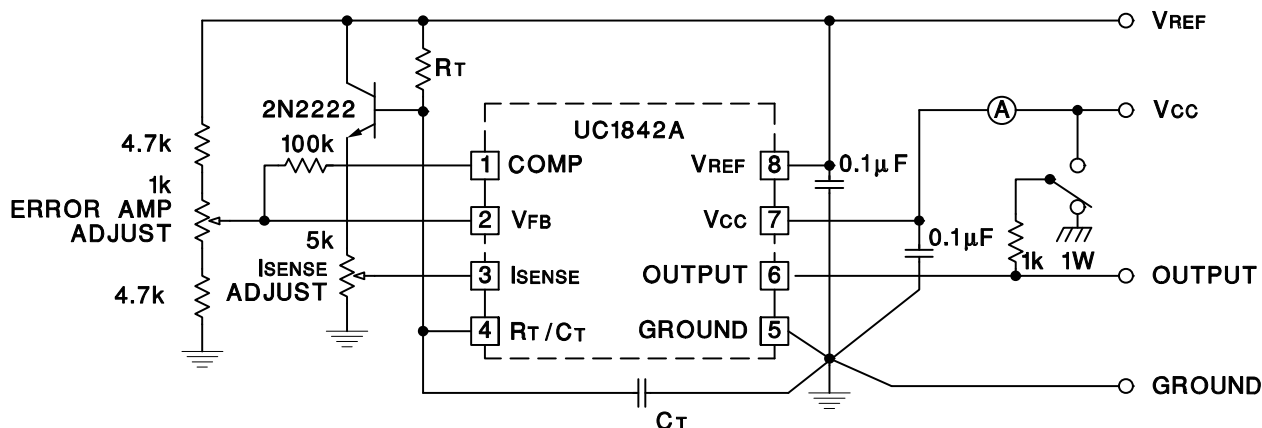 VREF
RT
2N2222
UC1842A
A
VCC
4.7k
100k
1 COMP
VREF 8
0.1µF
1k
ERROR AMP
ADJUST
2 VFB
VCC 7
0.1µF
5k
ISENSE
ADJUST
3 ISENSE
OUTPUT 6
1k 1W
OUTPUT
4.7k
4 RT/CT
GROUND 5
GROUND
CT